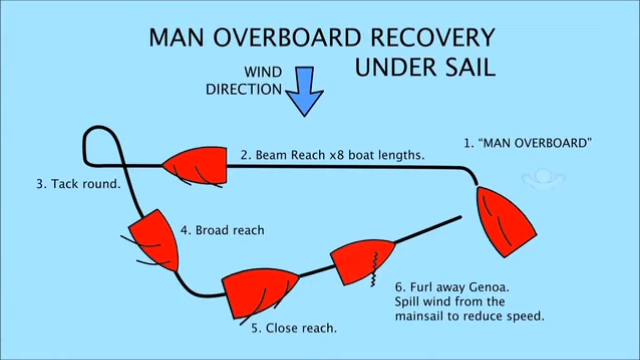 MAN OVERBOARD RECOVERY
UNDER SAIL
WIND
DIRECTION
1. “MAN OVERBOARD”
2. Beam Reach x8 boat lengths.
3. Tack round.
4. Broad reach
5. Close reach.
6. Furl away Genoa.
Spill wind from the
mainsail to reduce speed.